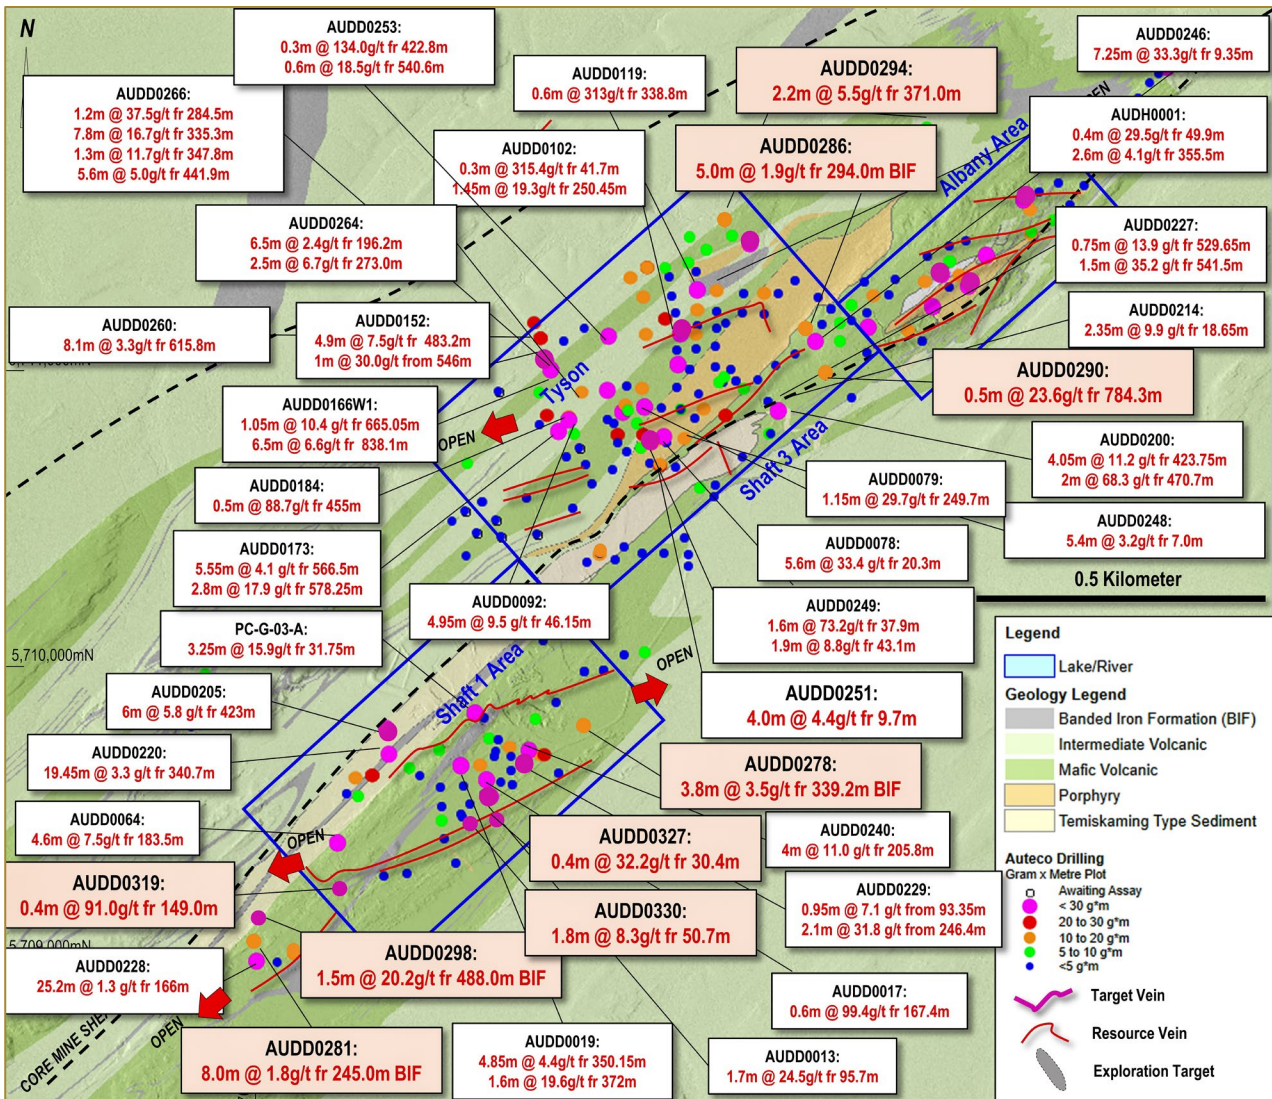 N
AUDD0253:
0.3m @ 134.0g/t fr 422.8m
0.6m @ 18.5g/t fr 540.6m
AUDD0246:
7.25m @ 33.3g/t fr 9.35m
AUDD0119:
0.6m @ 313g/t fr 338.8m
AUDD0294:
2.2m @ 5.5g/t fr 371.0m
AUDD0266:
1.2m @ 37.5g/t fr 284.5m
7.8m @ 16.7g/t fr 335.3m
1.3m @ 11.7g/t fr 347.8m
5.6m @ 5.0g/t fr 441.9m
OPEN
AUDH0001:
0.4m @ 29.5g/t fr 49.9m
2.6m @ 4.1g/t fr 355.5m
AUDD0102:
0.3m @ 315.4g/t fr 41.7m
1.45m @ 19.3g/t fr 250.45m
AUDD0286:
5.0m @ 1.9g/t fr 294.0m BIF
Albany Area
AUDD0264:
6.5m @ 2.4g/t fr 196.2m
2.5m @ 6.7g/t fr 273.0m
AUDD0227:
0.75m @ 13.9 g/t fr 529.65m
1.5m @ 35.2 g/t fr 541.5m
AUDD0260:
8.1m @ 3.3g/t fr 615.8m
AUDD0152:
4.9m @ 7.5g/t fr 483.2m
1m @ 30.0g/t from 546m
AUDD0214:
2.35m @ 9.9 g/t fr 18.65m
AUDD0290:
0.5m @ 23.6g/t fr 784.3m
Tyson
AUDD0166W1:
1.05m @ 10.4 g/t fr 665.05m
6.5m @ 6.6g/t fr 838.1m
OPEN
AUDD0200:
4.05m @ 11.2 g/t fr 423.75m
2m @ 68.3 g/t fr 470.7m
Shaft 3 Area
AUDD0184:
0.5m @ 88.7g/t fr 455m
AUDD0079:
1.15m @ 29.7g/t fr 249.7m
AUDD0248:
5.4m @ 3.2g/t fr 7.0m
AUDD0173:
5.55m @ 4.1 g/t fr 566.5m
2.8m @ 17.9 g/t fr 578.25m
AUDD0078:
5.6m @ 33.4 g/t fr 20.3m
0.5 Kilometer
AUDD0092:
4.95m @ 9.5 g/t fr 46.15m
AUDD0249:
1.6m @ 73.2g/t fr 37.9m
1.9m @ 8.8g/t fr 43.1m
PC-G-03-A:
3.25m @ 15.9g/t fr 31.75m
5,710,000mN
OPEN
Shaft 1 Area
AUDD0205:
6m @ 5.8 g/t fr 423m
AUDD0251:
4.0m @ 4.4g/t fr 9.7m
AUDD0220:
19.45m @ 3.3 g/t fr 340.7m
AUDD0278:
3.8m @ 3.5g/t fr 339.2m BIF
AUDD0064:
4.6m @ 7.5g/t fr 183.5m
OPEN
AUDD0327:
0.4m @ 32.2g/t fr 30.4m
AUDD0240:
4m @ 11.0 g/t fr 205.8m
AUDD0319:
0.4m @ 91.0g/t fr 149.0m
AUDD0229:
0.95m @ 7.1 g/t from 93.35m
2.1m @ 31.8 g/t from 246.4m
AUDD0330:
1.8m @ 8.3g/t fr 50.7m
5,709,000mN
AUDD0298:
1.5m @ 20.2g/t fr 488.0m BIF
AUDD0228:
25.2m @ 1.3 g/t fr 166m
AUDD0017:
0.6m @ 99.4g/t fr 167.4m
OPEN
CORE MINE SHEA
AUDD0281:
8.0m @ 1.8g/t fr 245.0m BIF
AUDD0019:
4.85m @ 4.4g/t fr 350.15m
1.6m @ 19.6g/t fr 372m
AUDD0013:
1.7m @ 24.5g/t fr 95.7m
Legend
Lake/River
Geology Legend
Banded Iron Formation (BIF)
Intermediate Volcanic
Mafic Volcanic
Porphyry
Temiskaming Type Sediment
Auteco Drilling
Gram x Metre Plot
Awaiting Assay
< 30 g*m
20 to 30 g*m
10 to 20 g*m
5 to 10 g*m
<5 g*m
Target Vein
Resource Vein
Exploration Target